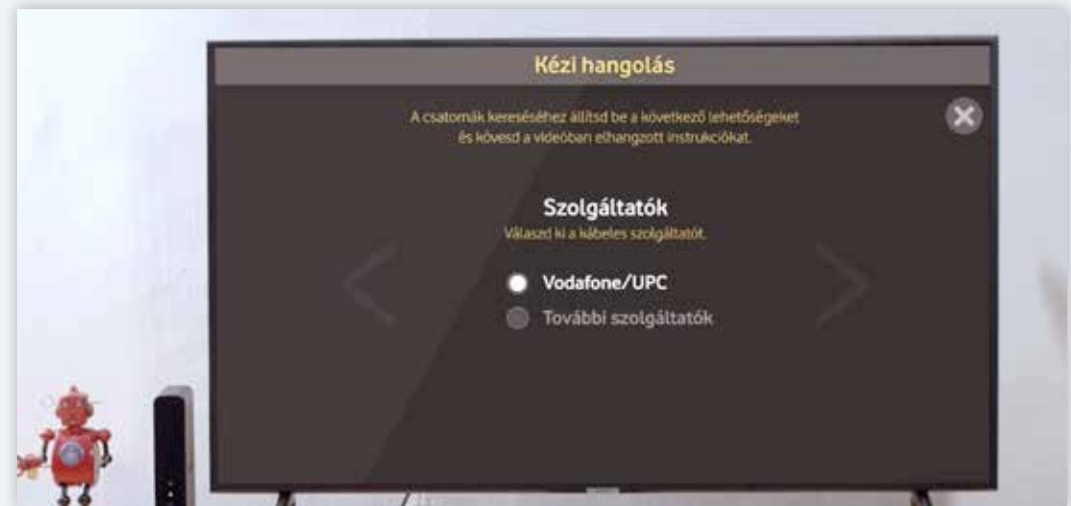 Kézi hangolás
A csatornák kereséséhez állítsd be a következő lehetőségeket
és kövesd a videóban elhangzott instrukciókat.
Szolgáltatók
Válaszd ki a kábeles szolgáltatót.
Vodafone/UPC
További szolgáltatók